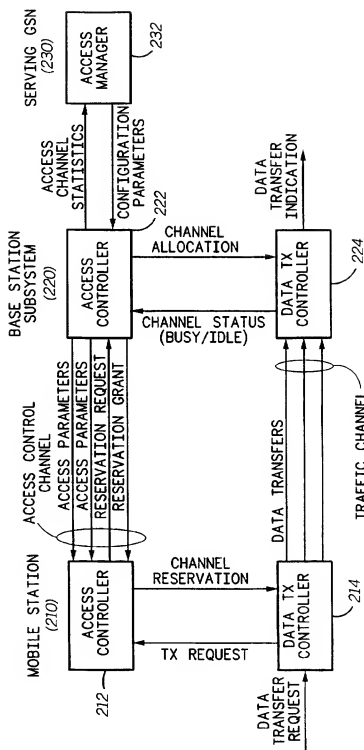 MOBILE STATION
(210)
ACCESS
CONTROLLER
212
ACCESS CONTROL
CHANNEL
ACCESS PARAMETERS
ACCESS PARAMETERS
RESERVATION REQUEST
RESERVATION GRANT
BASE STATION
SUBSYSTEM
(220)
ACCESS
CONTROLLER
222
ACCESS
CHANNEL
STATISTICS
CONFIGURATION
PARAMETERS
SERVING GSN
(230)
ACCESS
MANAGER
232
CHANNEL
RESERVATION
TX REQUEST
CHANNEL
ALLOCATION
CHANNEL STATUS
(BUSY/IDLE)
DATA
TRANSFER
REQUEST
DATA TX
CONTROLLER
214
DATA TRANSFERS
TRAFFIC CHANNEL
DATA TX
CONTROLLER
224
DATA
TRANSFER
INDICATION